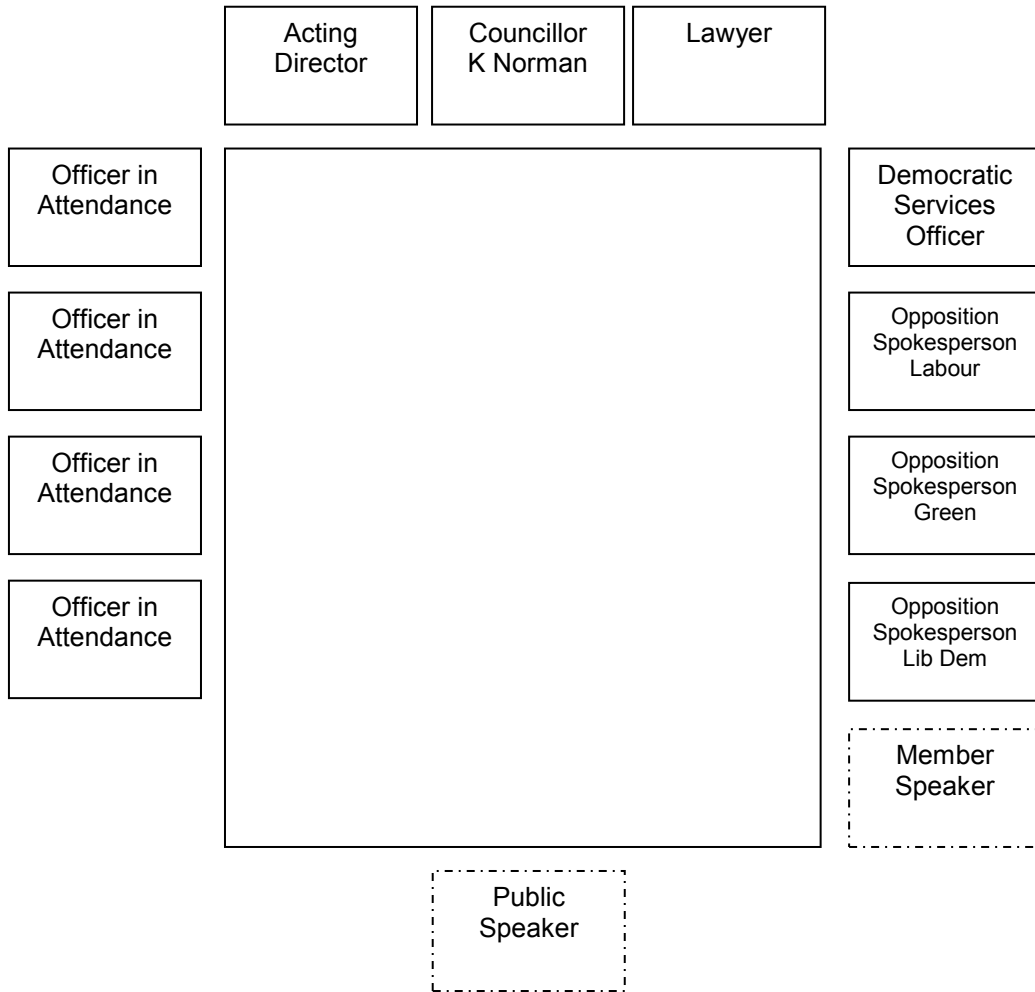 Acting
Director
Councillor
K Norman
Lawyer
Officer in
Attendance
Democratic
Services
Officer
Officer in
Attendance
Opposition
Spokesperson
Labour
Officer in
Attendance
Opposition
Spokesperson
Green
Officer in
Attendance
Opposition
Spokesperson
Lib Dem
Member
Speaker
Public
Speaker